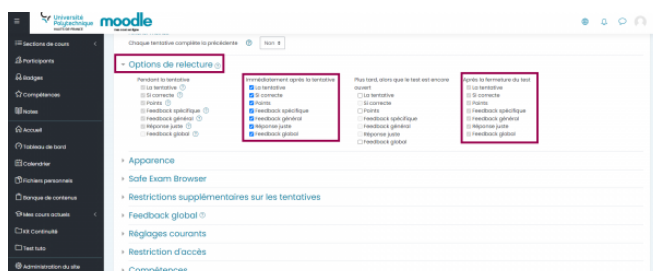 Université
Polytechnique
HAUTS-DE-FRANCE
moodle
Sections de cours
Participants
Badges
Compétences
Notes
Accueil
Tableau de bord
Calendrier
Fichiers personnels
Banque de contenus
Mes cours actuels
Kit Continuité
Test tuto
Administration du site
Chaque tentative complète la précédente
Non
Options de relecture
Pendant la tentative
La tentative
Si correcte
Points
Feedback spécifique
Feedback général
Réponse juste
Feedback global
Immédiatement après la tentative
La tentative
Si correcte
Points
Feedback spécifique
Feedback général
Réponse juste
Feedback global
Plus tard, alors que le test est encore
ouvert
La tentative
Si correcte
Points
Feedback spécifique
Feedback général
Réponse juste
Feedback global
Après la fermeture du test
La tentative
Si correcte
Points
Feedback spécifique
Feedback général
Réponse juste
Feedback global
Apparence
Safe Exam Browser
Restrictions supplémentaires sur les tentatives
Feedback global
Réglages courants
Restriction d'accès
Compétences